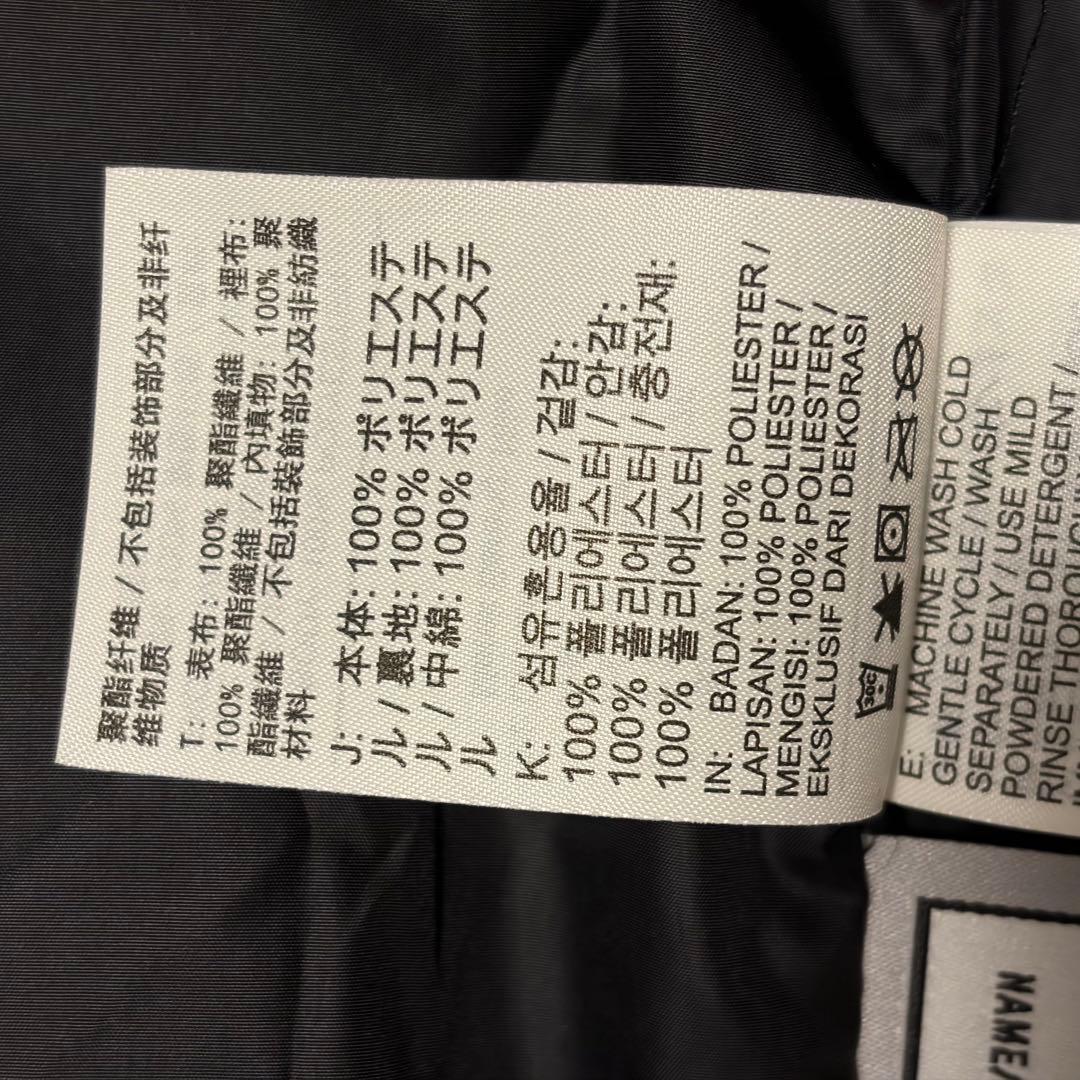 聚酯纤维 / 不包括装饰部分及非纤
维物质
T: 表布: 100% 聚酯纖維 / 裡布:
100% 聚酯纖維 / 內填物: 100% 聚
酯纖維 / 不包括裝飾部分及非紡織
材料
J: 本体: 100% ポリエステ
ル / 裏地: 100% ポリエステ
ル / 中綿: 100% ポリエステ
ル
K: 섬유혼용율 / 겉감:
100% 폴리에스터 / 안감:
100% 폴리에스터 / 충전재:
100% 폴리에스터
IN: BADAN: 100% POLIESTER /
LAPISAN: 100% POLIESTER /
MENGISI: 100% POLIESTER /
EKSKLUSIF DARI DEKORASI
30C
E: MACHINE WASH COLD
GENTLE CYCLE / WASH
SEPARATELY / USE MILD
POWDERED DETERGENT /
RINSE THOROUGHLY
NAME/